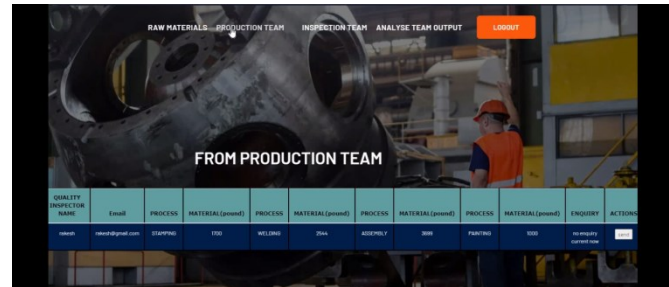 RAW MATERIALS PRODUCTION TEAM INSPECTION TEAM ANALYSE TEAM OUTPUT LOGOUT
FROM PRODUCTION TEAM
QUALITY INSPECTOR NAME Email PROCESS MATERIAL(pound) PROCESS MATERIAL(pound) PROCESS MATERIAL(pound) PROCESS MATERIAL(pound) ENQUIRY ACTIONS
rakesh rakesh@gmail.com STAMPING 1700 WELDING 2544 ASSEMBLY PAINTING 1000 no enquiry current now